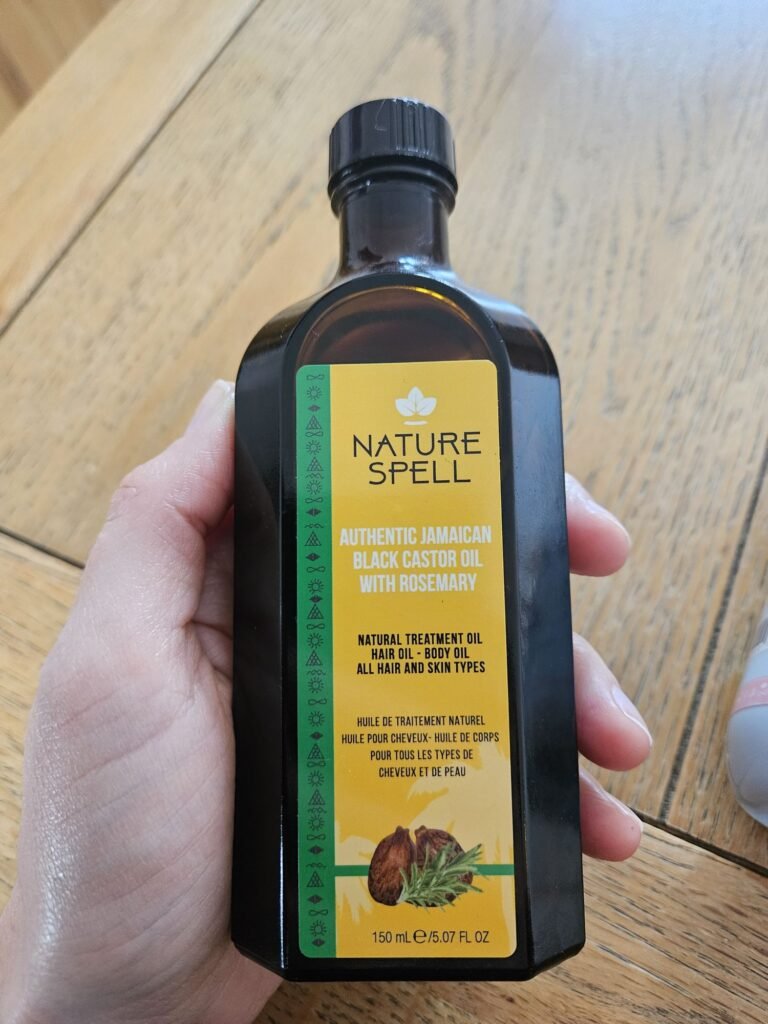 NATURE
SPELL
AUTHENTIC JAMAICAN
BLACK CASTOR OIL
WITH ROSEMARY
NATURAL TREATMENT OIL
HAIR OIL - BODY OIL
ALL HAIR AND SKIN TYPES
HUILE DE TRAITEMENT NATUREL
HUILE POUR CHEVEUX- HUILE DE CORPS
POUR TOUS LES TYPES DE
CHEVEUX ET DE PEAU
150 mL℮/5.07 FL OZ